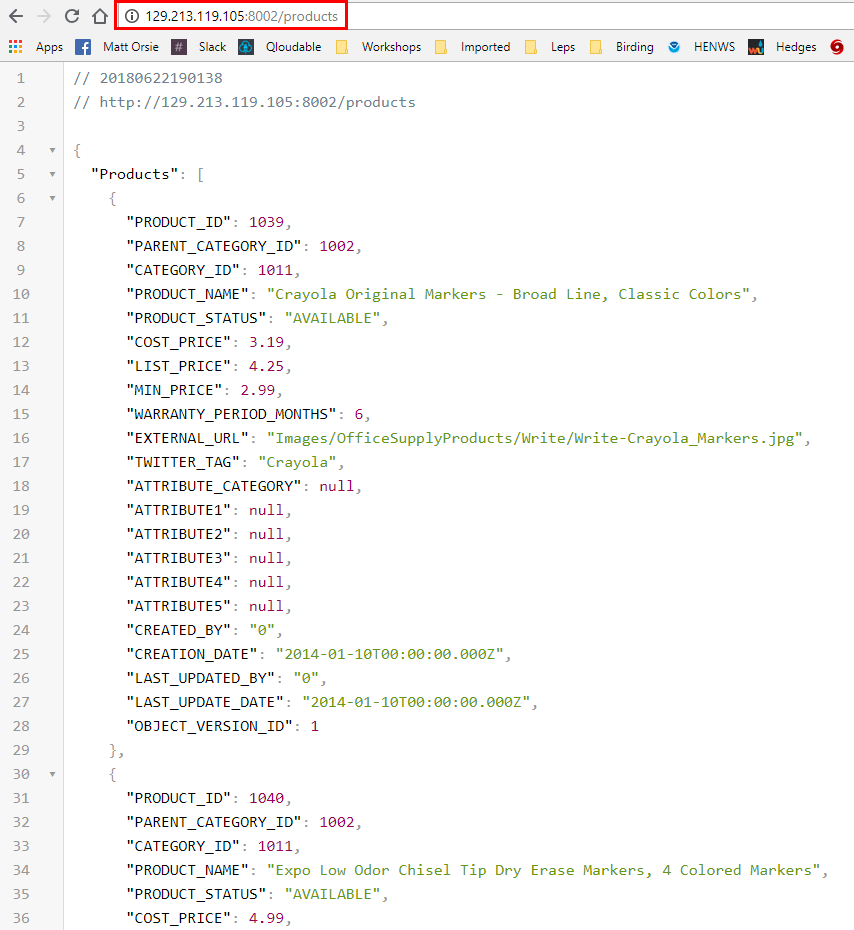 129.213.119.105:8002/products
Apps Matt Orsie Slack Qloudable Workshops Imported Leps Birding HENWS Hedges
1 // 20180622190138
2 // http://129.213.119.105:8002/products
3
4 {
5 "Products": [
6 {
7 "PRODUCT_ID": 1039,
8 "PARENT_CATEGORY_ID": 1002,
9 "CATEGORY_ID": 1011,
10 "PRODUCT_NAME": "Crayola Original Markers - Broad Line, Classic Colors",
11 "PRODUCT_STATUS": "AVAILABLE",
12 "COST_PRICE": 3.19,
13 "LIST_PRICE": 4.25,
14 "MIN_PRICE": 2.99,
15 "WARRANTY_PERIOD_MONTHS": 6,
16 "EXTERNAL_URL": "Images/OfficeSupplyProducts/Write/Write-Crayola_Markers.jpg",
17 "TWITTER_TAG": "Crayola",
18 "ATTRIBUTE_CATEGORY": null,
19 "ATTRIBUTE1": null,
20 "ATTRIBUTE2": null,
21 "ATTRIBUTE3": null,
22 "ATTRIBUTE4": null,
23 "ATTRIBUTE5": null,
24 "CREATED_BY": "0",
25 "CREATION_DATE": "2014-01-10T00:00:00.000Z",
26 "LAST_UPDATED_BY": "0",
27 "LAST_UPDATE_DATE": "2014-01-10T00:00:00.000Z",
28 "OBJECT_VERSION_ID": 1
29 },
30 {
31 "PRODUCT_ID": 1040,
32 "PARENT_CATEGORY_ID": 1002,
33 "CATEGORY_ID": 1011,
34 "PRODUCT_NAME": "Expo Low Odor Chisel Tip Dry Erase Markers, 4 Colored Markers",
35 "PRODUCT_STATUS": "AVAILABLE",
36 "COST_PRICE": 4.99,